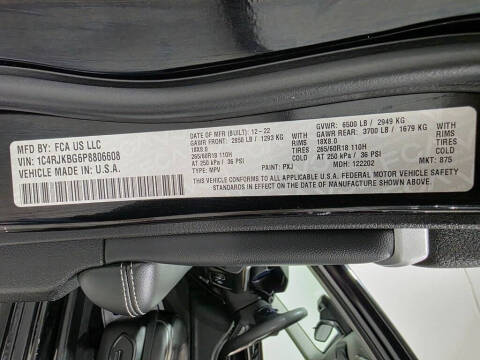 MFD BY: FCA US LLC
DATE OF MFR (BUILT): 12-22
GVWR: 6500 LB / 2949 KG
GAWR FRONT: 2850 LB / 1293 KG
GAWR REAR: 3700 LB / 1679 KG
WITH
18X8.0 RIMS
WITH
18X8.0 RIMS
265/60R18 110H TIRES
265/60R18 110H TIRES
AT 250 kPa / 36 PSI COLD
AT 250 kPa / 36 PSI COLD
VIN: 1C4RJKBG6P8806608
TYPE: MPV
PAINT: PXJ
MDH: 122202
MKT: 875
VEHICLE MADE IN: U.S.A.
THIS VEHICLE CONFORMS TO ALL APPLICABLE U.S.A. FEDERAL MOTOR VEHICLE SAFETY
STANDARDS IN EFFECT ON THE DATE OF MANUFACTURE SHOWN ABOVE.